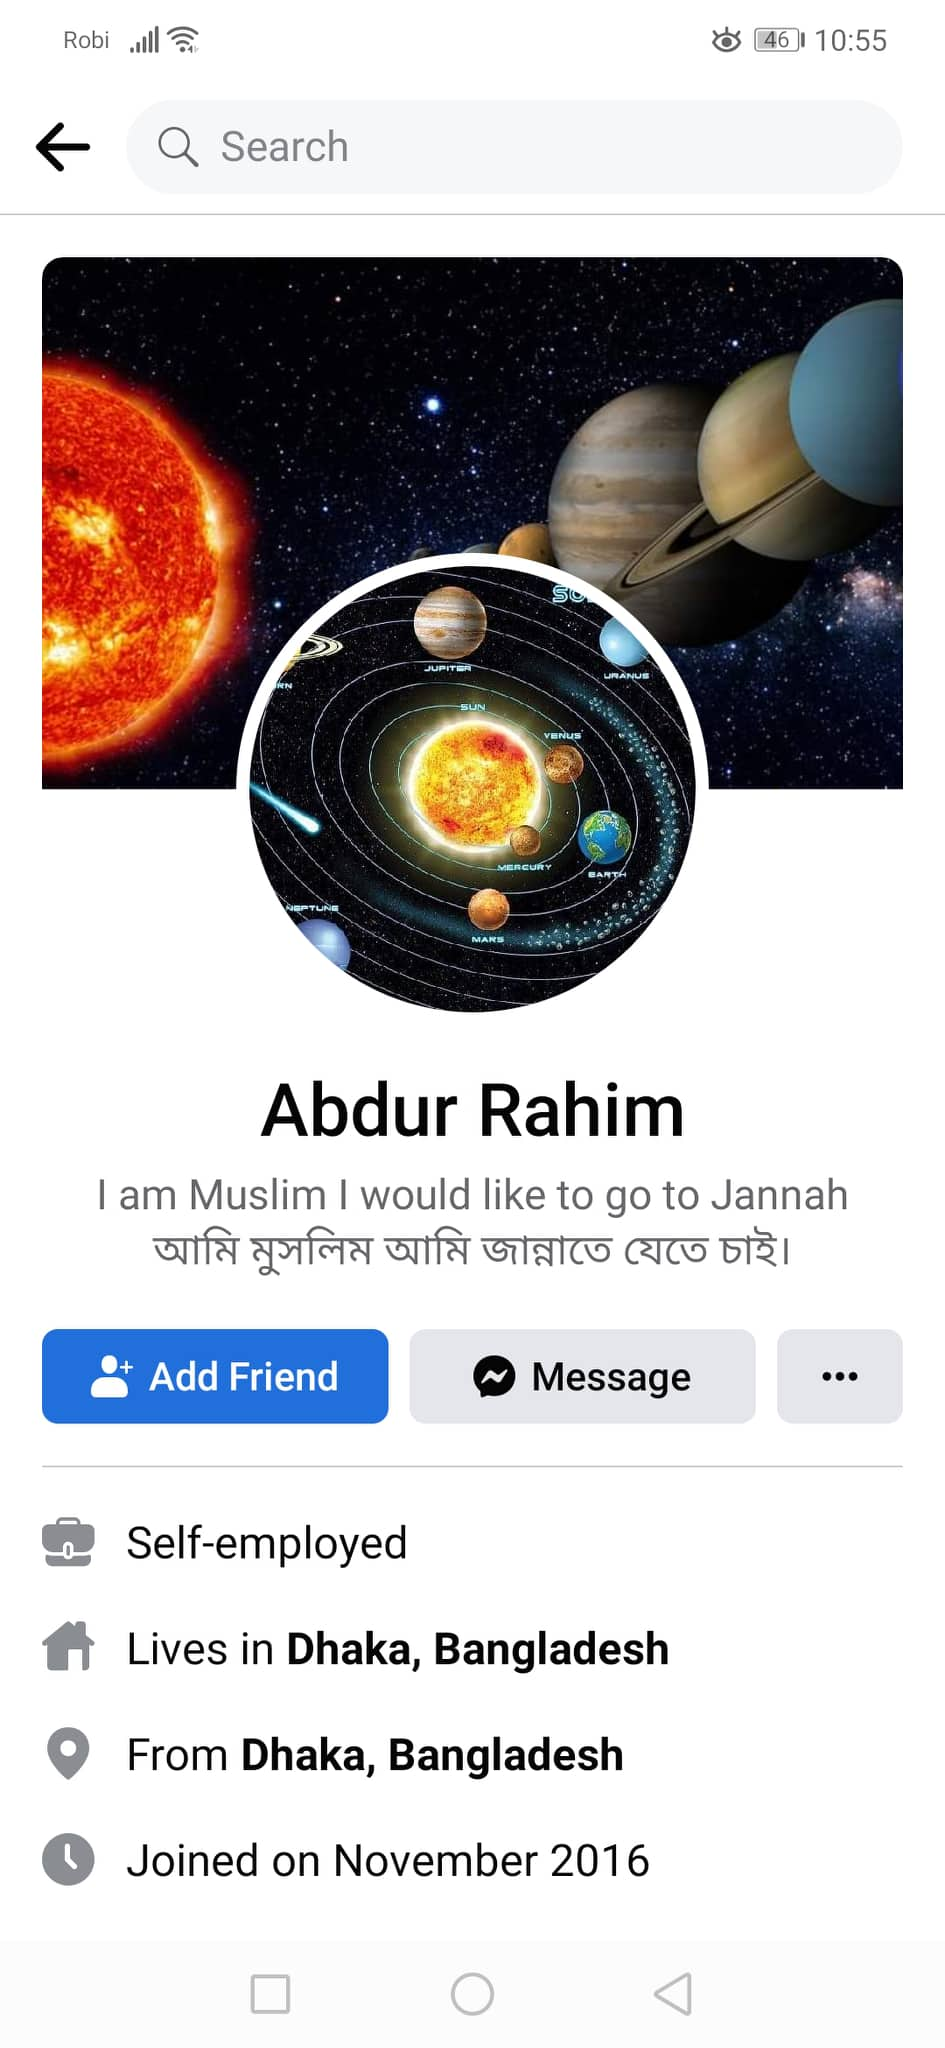 Robi 46 10:55
Search
SO
JUPITER
URANUS
RN
SUN
VENUS
MERCURY
EARTH
NEPTUNE
MARS
Abdur Rahim
I am Muslim I would like to go to Jannah
আমি মুসলিম আমি জান্নাতে যেতে চাই।
Add Friend Message
Self-employed
Lives in Dhaka, Bangladesh
From Dhaka, Bangladesh
Joined on November 2016